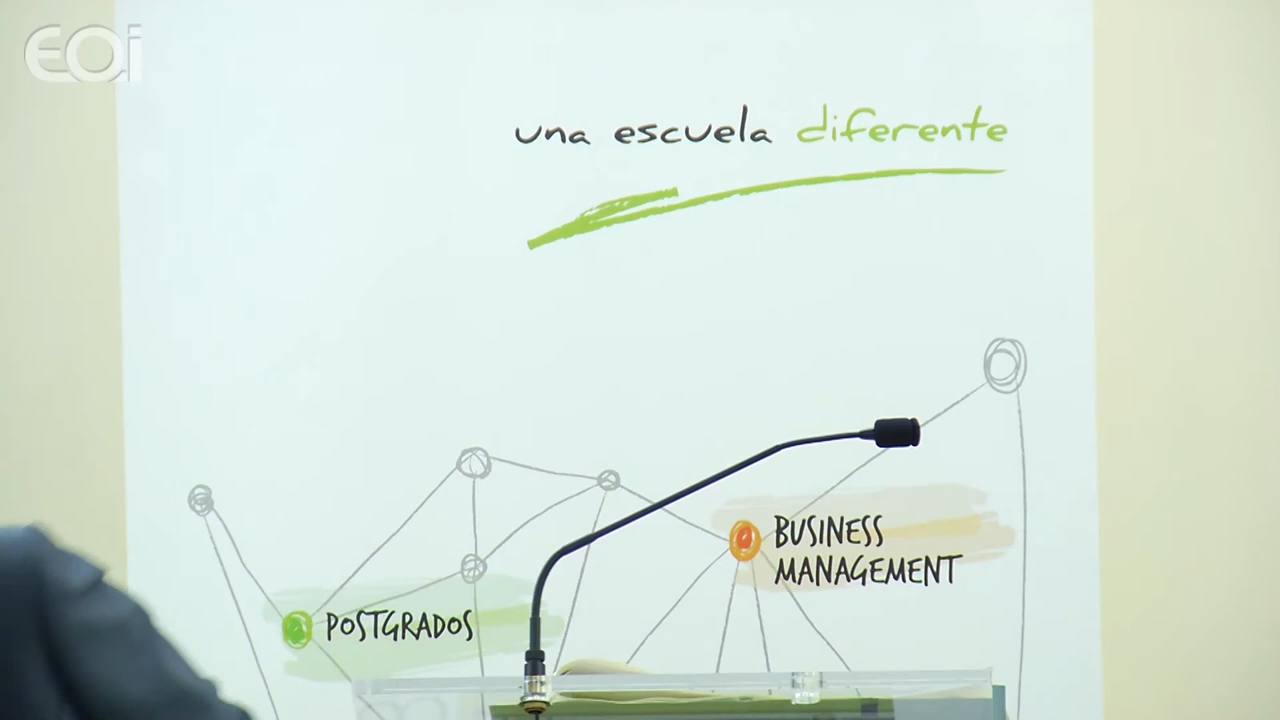 eoi
una escuela diferente
BUSINESS
MANAGEMENT
POSTGRADOS